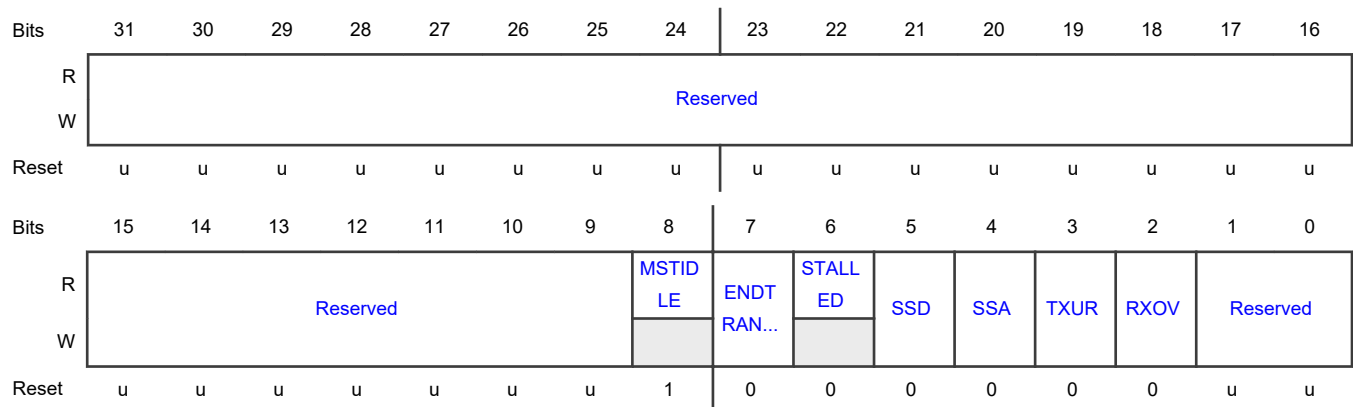 Bits 31 30 29 28 27 26 25 24 23 22 21 20 19 18 17 16
R
Reserved
W
Reset u u u u u u u u u u u u u u u u
Bits 15 14 13 12 11 10 9 8 7 6 5 4 3 2 1 0
R Reserved MSTID
LE ENDT
RAN... STALL
ED SSD SSA TXUR RXOV Reserved
W
Reset u u u u u u u 1 0 0 0 0 0 0 u u